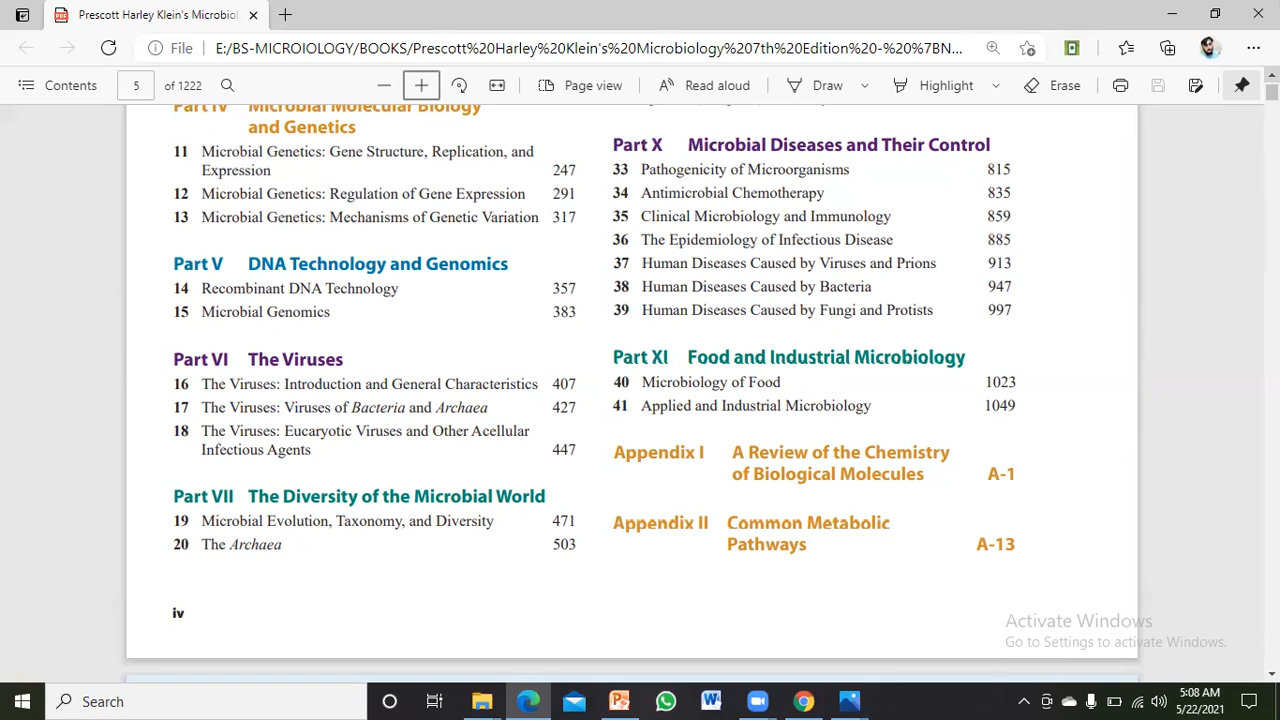 Prescott Harley Klein's Microbiol
File
E:/BS-MICROIOLOGY/BOOKS/Prescott%20Harley%20Klein's%20Microbiology%207th%20Edition%20-%20%7BN...
Contents
5
of 1222
Page view
Read aloud
Draw
Highlight
Erase
Part IV Microbial Molecular Biology
and Genetics
11 Microbial Genetics: Gene Structure, Replication, and
Expression 247
12 Microbial Genetics: Regulation of Gene Expression 291
13 Microbial Genetics: Mechanisms of Genetic Variation 317
Part V DNA Technology and Genomics
14 Recombinant DNA Technology 357
15 Microbial Genomics 383
Part VI The Viruses
16 The Viruses: Introduction and General Characteristics 407
17 The Viruses: Viruses of Bacteria and Archaea 427
18 The Viruses: Eucaryotic Viruses and Other Acellular
Infectious Agents 447
Part VII The Diversity of the Microbial World
19 Microbial Evolution, Taxonomy, and Diversity 471
20 The Archaea 503
iv
Part X Microbial Diseases and Their Control
33 Pathogenicity of Microorganisms 815
34 Antimicrobial Chemotherapy 835
35 Clinical Microbiology and Immunology 859
36 The Epidemiology of Infectious Disease 885
37 Human Diseases Caused by Viruses and Prions 913
38 Human Diseases Caused by Bacteria 947
39 Human Diseases Caused by Fungi and Protists 997
Part XI Food and Industrial Microbiology
40 Microbiology of Food 1023
41 Applied and Industrial Microbiology 1049
Appendix I A Review of the Chemistry
of Biological Molecules A-1
Appendix II Common Metabolic
Pathways A-13
Activate Windows
Go to Settings to activate Windows.
Search
5:08 AM
5/22/2021